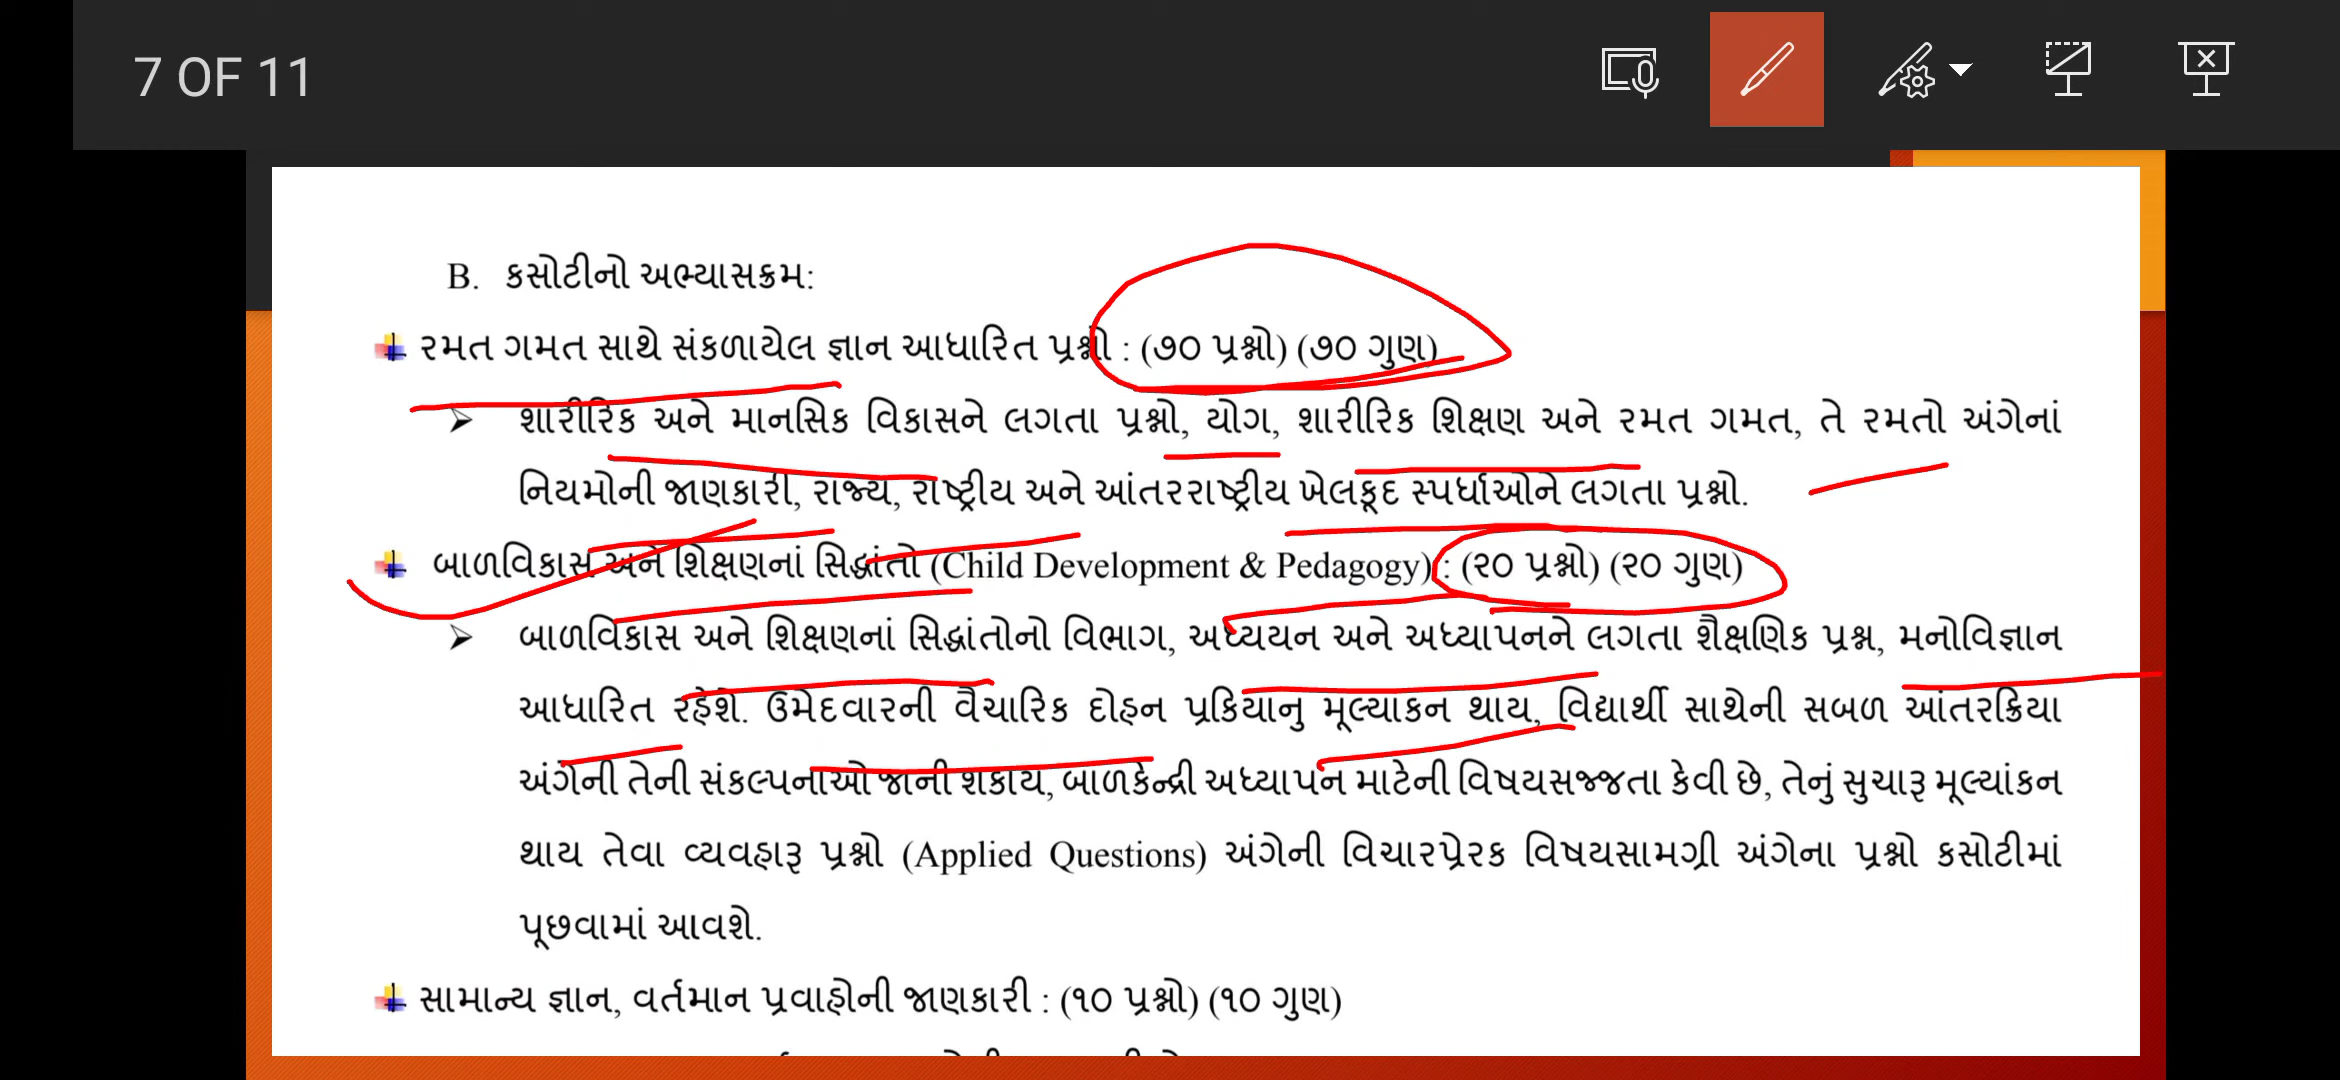 7 OF 11
B. કસોટીનો અભ્યાસક્રમ:
રમત ગમત સાથે સંકળાયેલ જ્ઞાન આધારિત પ્રશ્નો : (૭૦ પ્રશ્નો) (૭૦ ગુણ)
શારીરિક અને માનસિક વિકાસને લગતા પ્રશ્નો, યોગ, શારીરિક શિક્ષણ અને રમત ગમત, તે રમતો અંગેનાં
નિયમોની જાણકારી, રાજ્ય, રાષ્ટ્રીય અને આંતરરાષ્ટ્રીય ખેલકૂદ સ્પર્ધાઓને લગતા પ્રશ્નો.
બાળવિકાસ અને શિક્ષણનાં સિદ્ધાંતો (Child Development & Pedagogy) : (૨૦ પ્રશ્નો) (૨૦ ગુણ)
બાળવિકાસ અને શિક્ષણનાં સિદ્ધાંતોનો વિભાગ, અધ્યયન અને અધ્યાપનને લગતા શૈક્ષણિક પ્રશ્ન, મનોવિજ્ઞાન
આધારિત રહેશે. ઉમેદવારની વૈચારિક દોહન પ્રકિયાનુ મૂલ્યાકન થાય, વિદ્યાર્થી સાથેની સબળ આંતરક્રિયા
અંગેની તેની સંકલ્પનાઓ જાની શકાય, બાળકેન્દ્રી અધ્યાપન માટેની વિષયસજ્જતા કેવી છે, તેનું સુચારૂ મૂલ્યાંકન
થાય તેવા વ્યવહારૂ પ્રશ્નો (Applied Questions) અંગેની વિચારપ્રેરક વિષયસામગ્રી અંગેના પ્રશ્નો કસોટીમાં
પૂછવામાં આવશે.
સામાન્ય જ્ઞાન, વર્તમાન પ્રવાહોની જાણકારી : (૧૦ પ્રશ્નો) (૧૦ ગુણ)